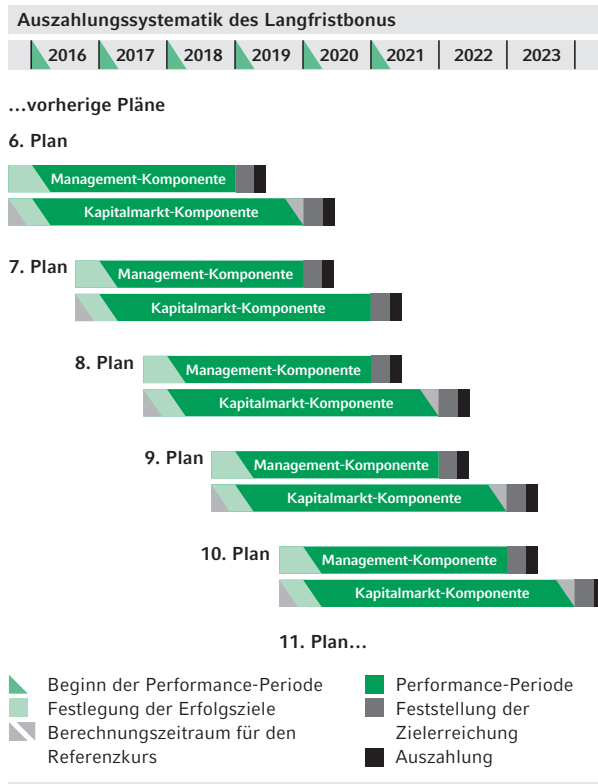 Auszahlungssystematik des Langfristbonus
2016 2017 2018 2019 2020 2021 2022 2023
...vorherige Pläne
6. Plan
Management-Komponente
Kapitalmarkt-Komponente
7. Plan
Management-Komponente
Kapitalmarkt-Komponente
8. Plan
Management-Komponente
Kapitalmarkt-Komponente
9. Plan
Management-Komponente
Kapitalmarkt-Komponente
10. Plan
Management-Komponente
Kapitalmarkt-Komponente
11. Plan...
Beginn der Performance-Periode
Festlegung der Erfolgsziele
Berechnungszeitraum für den
Referenzkurs
Performance-Periode
Feststellung der
Zielerreichung
Auszahlung